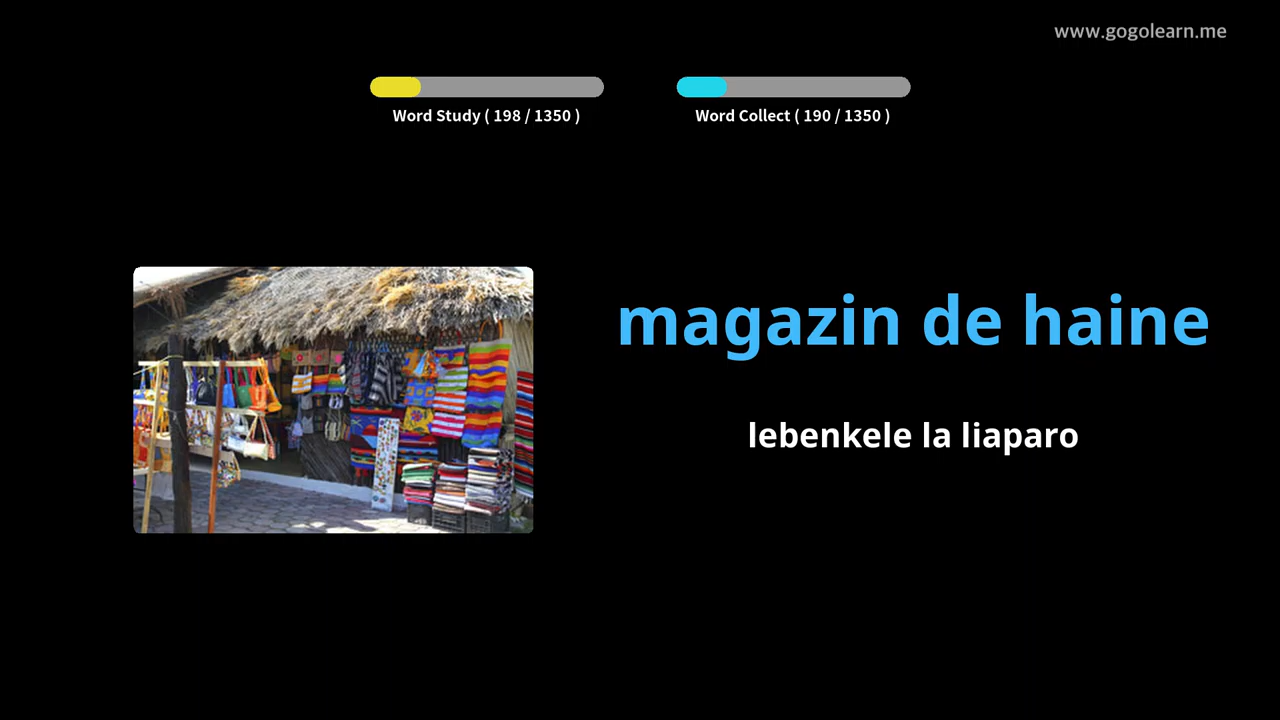 www.gogolearn.me
Word Study ( 198 / 1350 )
Word Collect ( 190 / 1350 )
magazin de haine
lebenkele la liaparo